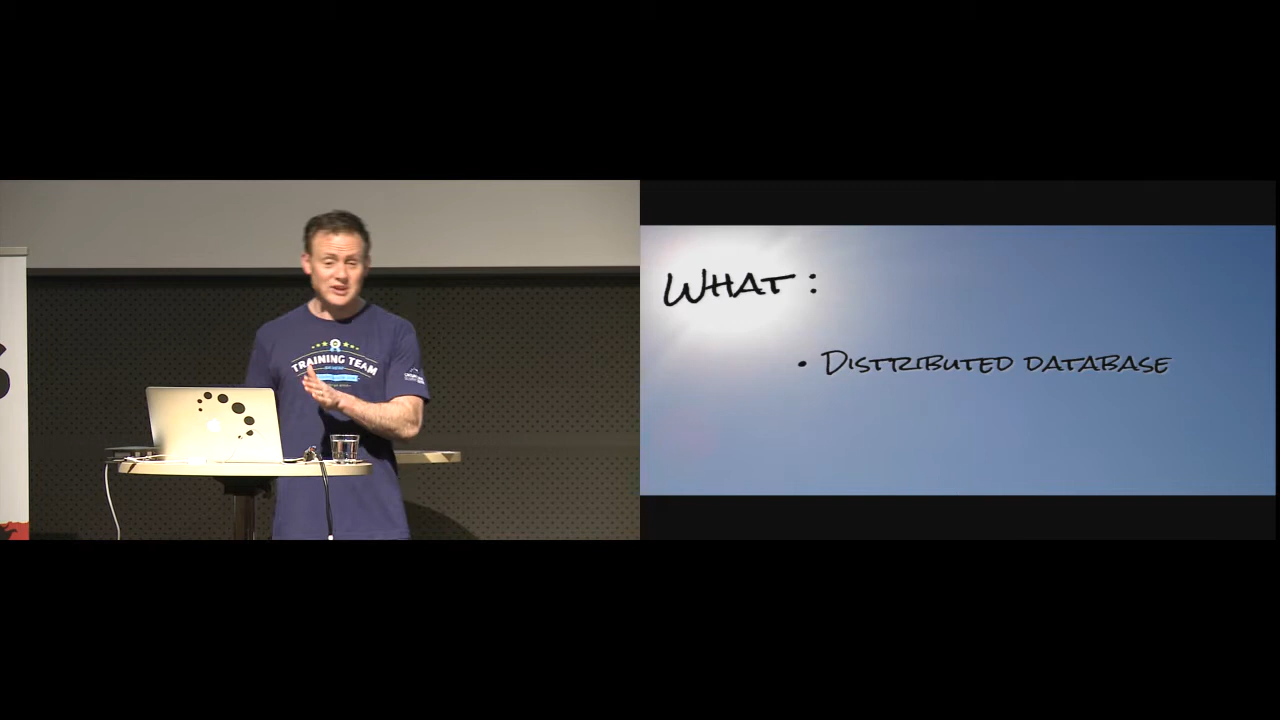 TRAINING TEAM
WHAT :
• DISTRIBUTED DATABASE